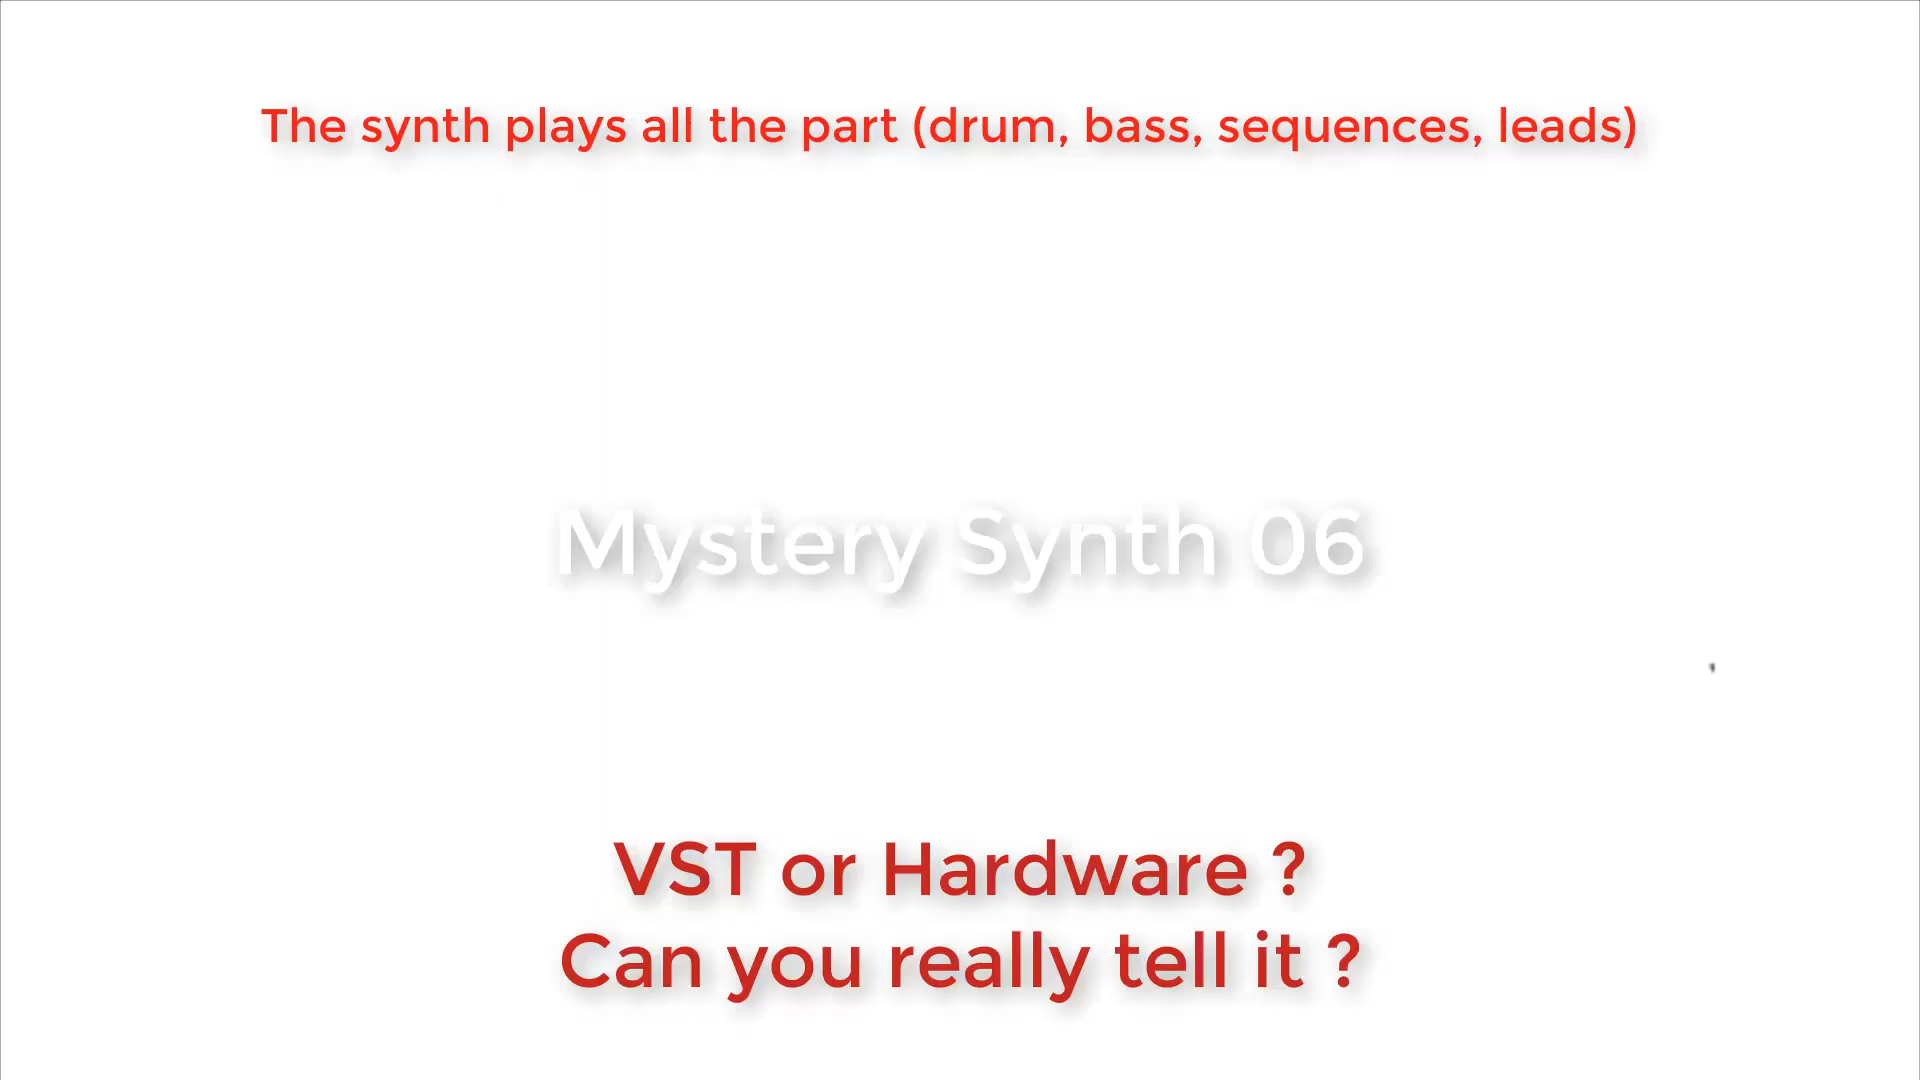 The synth plays all the part (drum, bass, sequences, leads)
Mystery Synth 06
VST or Hardware ?
Can you really tell it ?